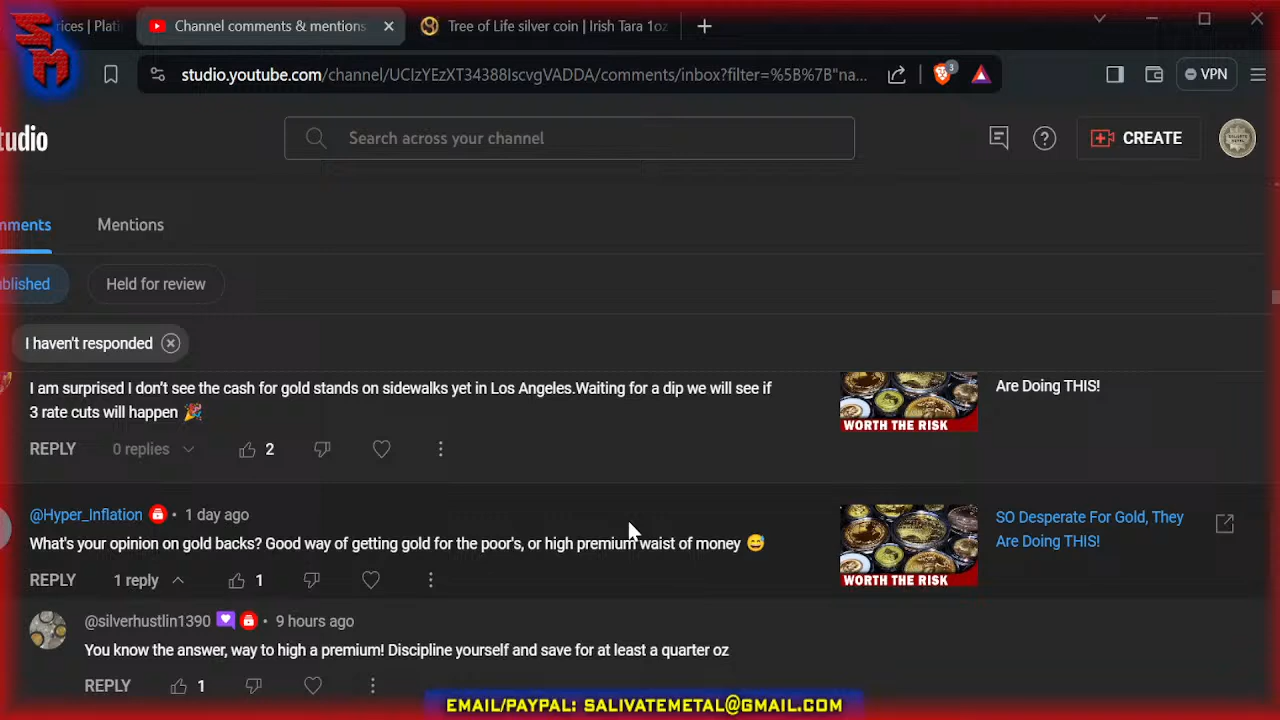 SM
rices | Plati
Channel comments & mentions
Tree of Life silver coin | Irish Tara 1oz
studio.youtube.com/channel/UCIzYEzXT34388IscvgVADDA/comments/inbox?filter=%5B%7B"na...
3
VPN
tudio
Search across your channel
CREATE
mments
Mentions
ublished
Held for review
I haven't responded
I am surprised I don't see the cash for gold stands on sidewalks yet in Los Angeles.Waiting for a dip we will see if
3 rate cuts will happen 🎉
Are Doing THIS!
WORTH THE RISK
REPLY 0 replies 2
@Hyper_Inflation • 1 day ago
What's your opinion on gold backs? Good way of getting gold for the poor's, or high premium waist of money 😅
REPLY 1 reply 1
SO Desperate For Gold, They
Are Doing THIS!
WORTH THE RISK
@silverhustlin1390 • 9 hours ago
You know the answer, way to high a premium! Discipline yourself and save for at least a quarter oz
REPLY 1
EMAIL/PAYPAL: SALIVATEMETAL@GMAIL.COM